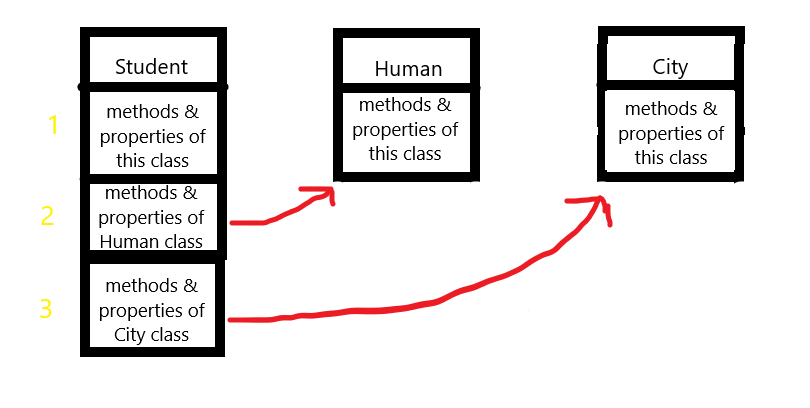 Student
1
methods &
properties of
this class
2
methods &
properties of
Human class
3
methods &
properties of
City class
Human
methods &
properties of
this class
City
methods &
properties of
this class